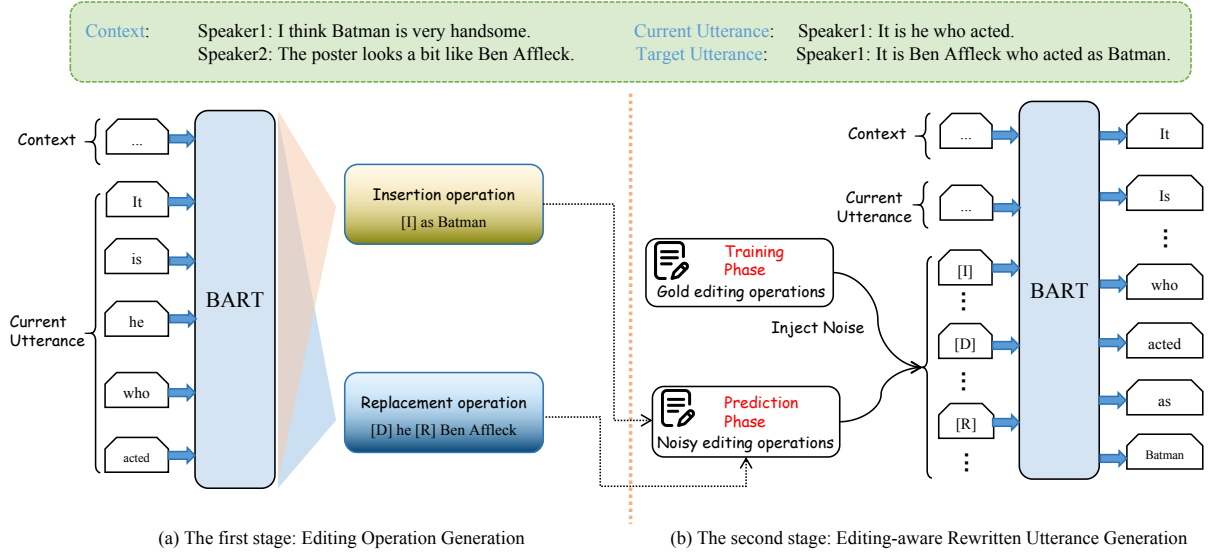 Context: Speaker1: I think Batman is very handsome.
Speaker2: The poster looks a bit like Ben Affleck.
Current Utterance: Speaker1: It is he who acted.
Target Utterance: Speaker1: It is Ben Affleck who acted as Batman.
Context
...
Current
Utterance
It
is
he
who
acted
BART
Insertion operation
[I] as Batman
Replacement operation
[D] he [R] Ben Affleck
(a) The first stage: Editing Operation Generation
Training
Phase
Gold editing operations
Inject Noise
Prediction
Phase
Noisy editing operations
Context
...
Current
Utterance
...
[I]
...
[D]
...
[R]
...
BART
It
Is
...
who
acted
as
Batman
(b) The second stage: Editing-aware Rewritten Utterance Generation